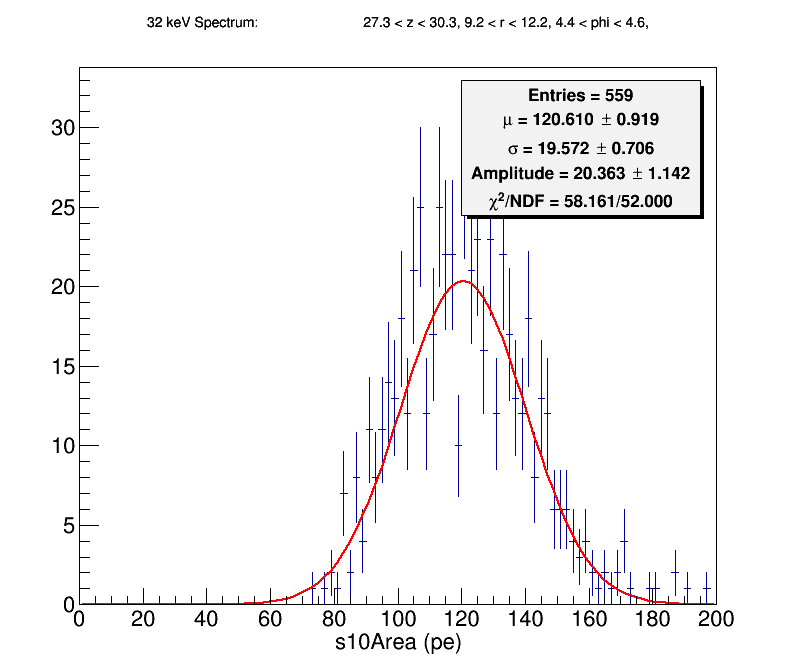 32 keV Spectrum: 27.3 < z < 30.3, 9.2 < r < 12.2, 4.4 < phi < 4.6,
Entries = 559
μ = 120.610 ± 0.919
σ = 19.572 ± 0.706
Amplitude = 20.363 ± 1.142
χ²/NDF = 58.161/52.000
30
25
20
15
10
5
0
0 20 40 60 80 100 120 140 160 180 200
s10Area (pe)